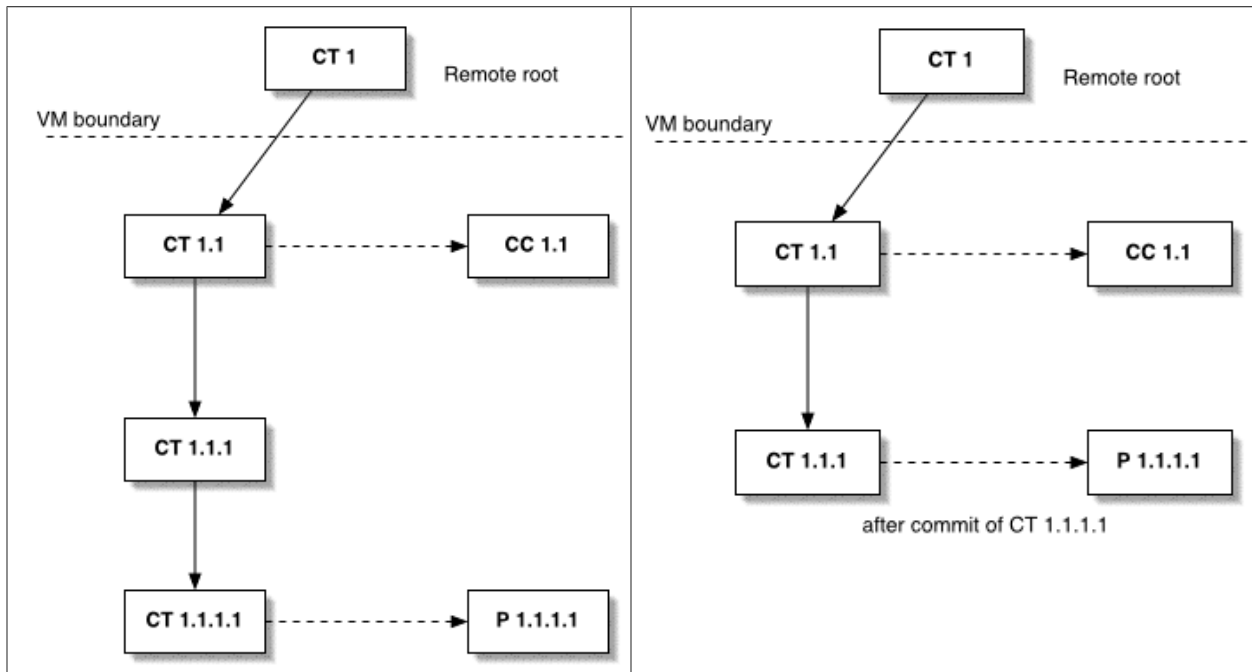 CT 1
Remote root
VM boundary
CT 1.1
CC 1.1
CT 1.1.1
CT 1.1.1.1
P 1.1.1.1
CT 1
Remote root
VM boundary
CT 1.1
CC 1.1
CT 1.1.1
P 1.1.1.1
after commit of CT 1.1.1.1